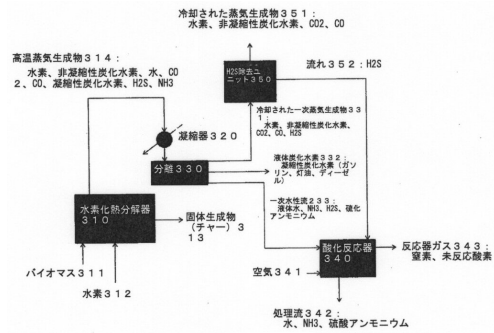 冷却された蒸気生成物３５１：
水素、非凝縮性炭化水素、CO2、CO
高温蒸気生成物３１４：
水素、非凝縮性炭化水素、水、CO
２、CO、凝縮性炭化水素、H2S、NH3
H2S除去ユ
ニット３５０
流れ３５２：H2S
凝縮器３２０
冷却された一次蒸気生成物３３
１：
水素、非凝縮性炭化水素、
CO2、CO、H2S
分離３３０
液体炭化水素３３２：
凝縮性炭化水素（ガソ
リン、灯油、ディーゼ
ル）
水素化熱分解器
３１０
固体生成物
（チャー）３
１３
一次水性流２３３：
液体水、NH3、H2S、硫化
アンモニウム
酸化反応器
３４０
反応器ガス３４３：
窒素、未反応酸素
バイオマス３１１
水素３１２
空気３４１
処理流３４２：
水、NH3、硫酸アンモニウム